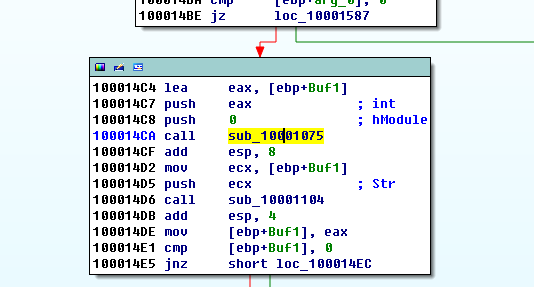 100014BA cmp [ebp+arg_0], 0
100014BE jz loc_10001587
100014C4 lea eax, [ebp+Buf1]
100014C7 push eax ; int
100014C8 push 0 ; hModule
100014CA call sub_10001075
100014CF add esp, 8
100014D2 mov ecx, [ebp+Buf1]
100014D5 push ecx ; Str
100014D6 call sub_10001104
100014DB add esp, 4
100014DE mov [ebp+Buf1], eax
100014E1 cmp [ebp+Buf1], 0
100014E5 jnz short loc_100014EC